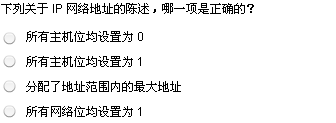 下列关于 IP 网络地址的陈述，哪一项是正确的？
所有主机位均设置为 0
所有主机位均设置为 1
分配了地址范围内的最大地址
所有网络位均设置为 1